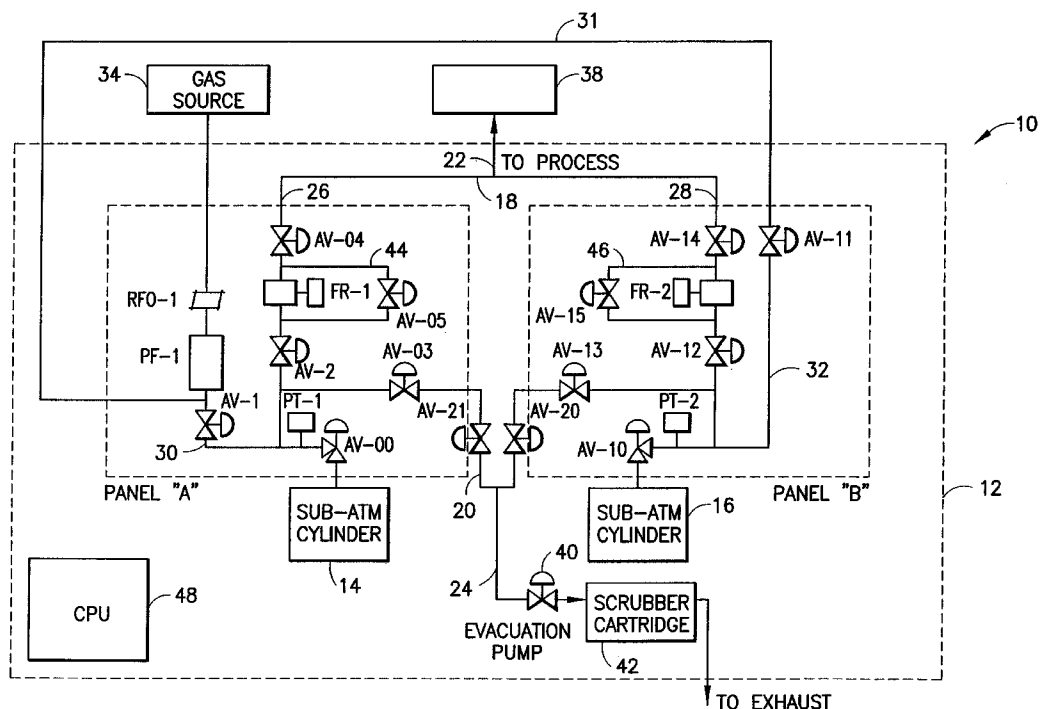 31
34
GAS
SOURCE
38
10
22
TO PROCESS
26
18
28
AV-04
44
AV-14
AV-11
46
RFO-1
FR-1
FR-2
AV-05
AV-15
AV-03
AV-13
PF-1
AV-2
AV-12
32
AV-1
PT-1
AV-21
AV-20
PT-2
30
AV-00
AV-10
PANEL "A"
20
PANEL "B"
12
SUB-ATM
CYLINDER
SUB-ATM
CYLINDER
16
14
24
40
CPU
48
EVACUATION
PUMP
SCRUBBER
CARTRIDGE
42
TO EXHAUST